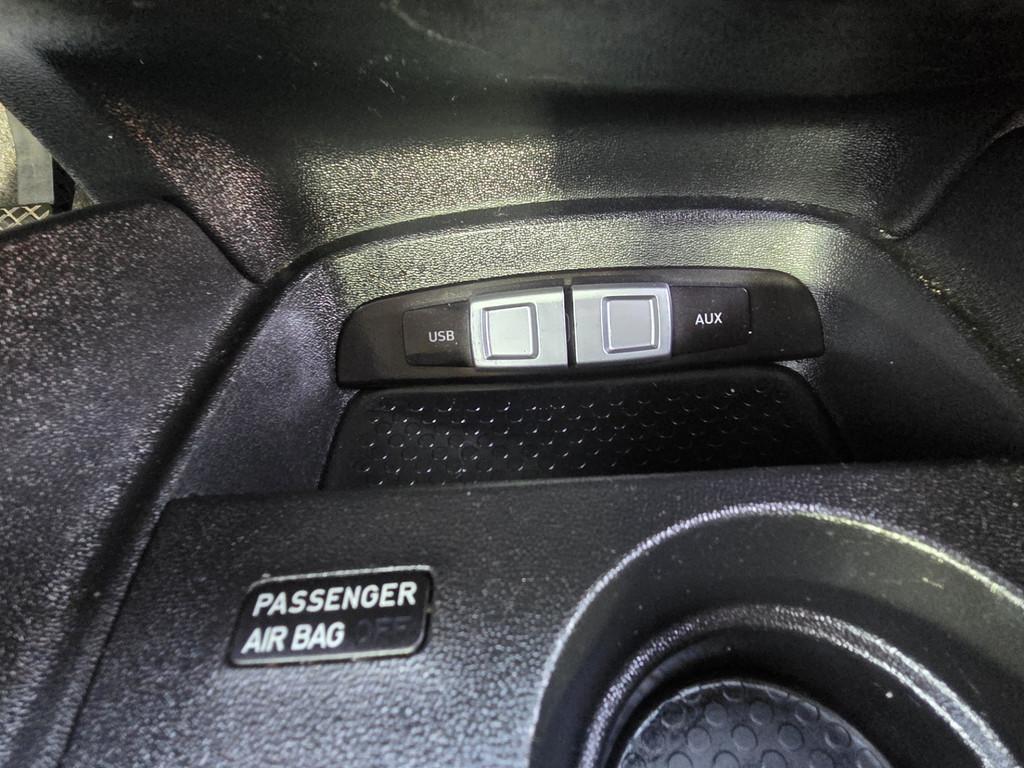 USB
AUX
PASSENGER
AIR BAG OFF